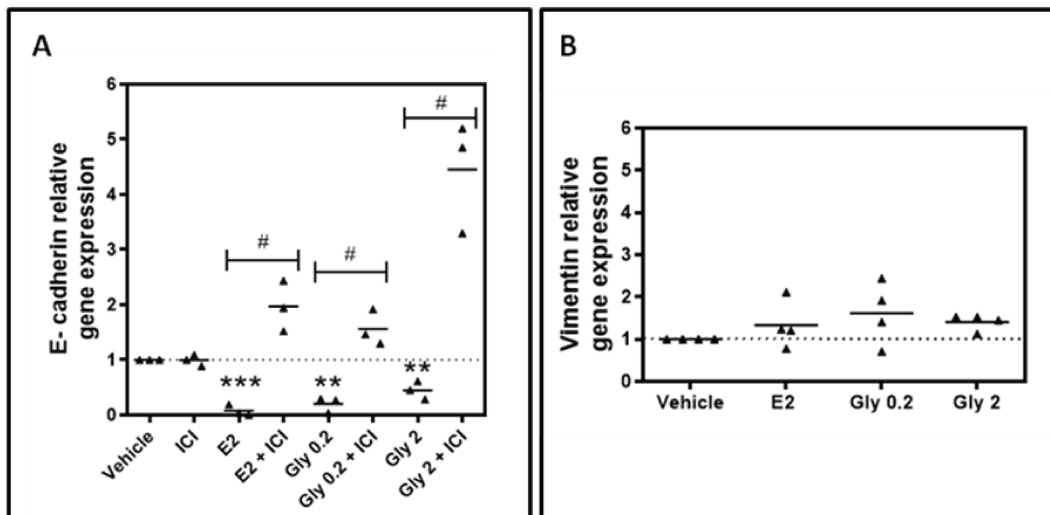 A
E- cadherin relative
gene expression
6
5
4
3
2
1
0
#
#
#
***
**
**
Vehicle
ICI
E2
E2 + ICI
Gly 0.2
Gly 0.2 + ICI
Gly 2
Gly 2 + ICI
B
Vimentin relative
gene expression
6
5
4
3
2
1
0
Vehicle E2 Gly 0.2 Gly 2